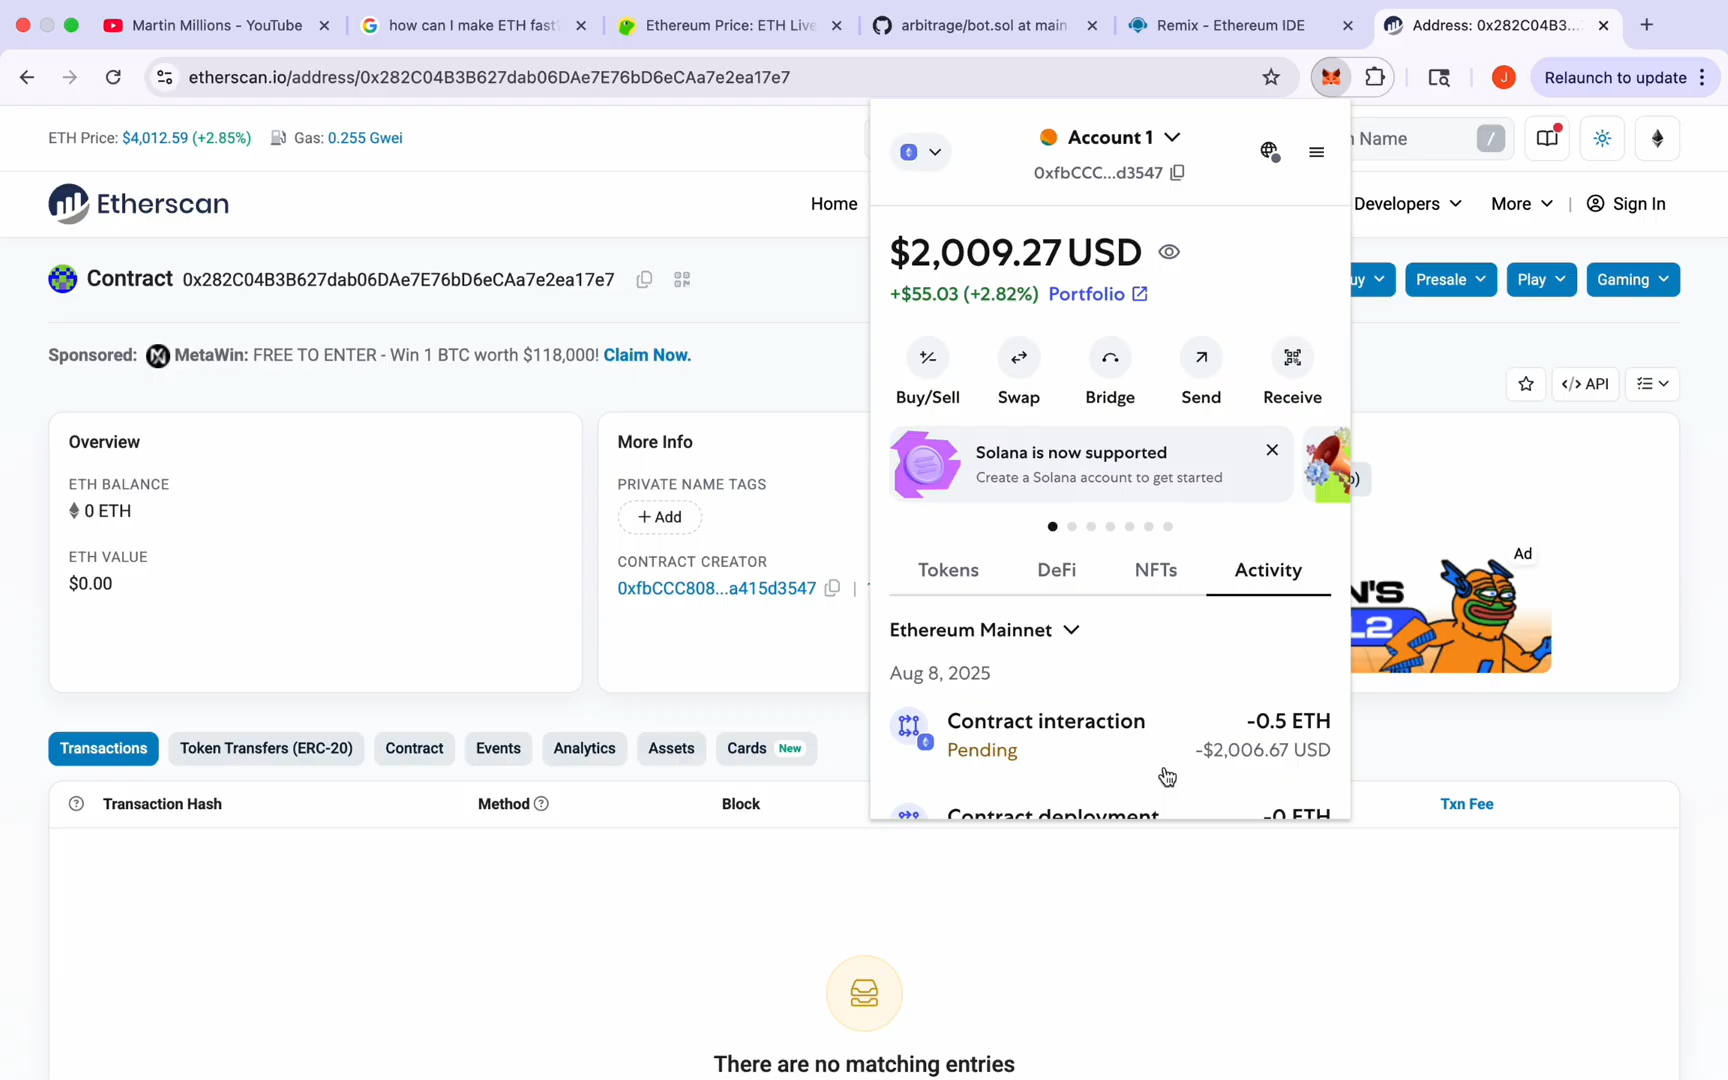 Martin Millions - YouTube
how can I make ETH fast
Ethereum Price: ETH Live
arbitrage/bot.sol at main
Remix - Ethereum IDE
Address: 0x282C04B3...
etherscan.io/address/0x282C04B3B627dab06DAe7E76bD6eCAa7e2ea17e7
J
Relaunch to update
ETH Price: $4,012.59 (+2.85%)
Gas: 0.255 Gwei
Name
/
Etherscan
Home
Developers
More
Sign In
Contract 0x282C04B3B627dab06DAe7E76bD6eCAa7e2ea17e7
Presale
Play
Gaming
Sponsored: MetaWin: FREE TO ENTER - Win 1 BTC worth $118,000! Claim Now.
API
Overview
ETH BALANCE
0 ETH
ETH VALUE
$0.00
More Info
PRIVATE NAME TAGS
+ Add
CONTRACT CREATOR
0xfbCCC808...a415d3547
Account 1
0xfbCCC...d3547
$2,009.27 USD
+$55.03 (+2.82%) Portfolio
Buy/Sell
Swap
Bridge
Send
Receive
Solana is now supported
Create a Solana account to get started
Tokens
DeFi
NFTs
Activity
Ethereum Mainnet
Aug 8, 2025
Contract interaction
-0.5 ETH
Pending
-$2,006.67 USD
Contract deployment
-0 ETH
Ad
Transactions
Token Transfers (ERC-20)
Contract
Events
Analytics
Assets
Cards New
Transaction Hash
Method
Block
Txn Fee
There are no matching entries